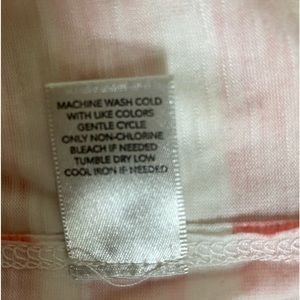 MACHINE WASH COLD
WITH LIKE COLORS
GENTLE CYCLE
ONLY NON-CHLORINE
BLEACH IF NEEDED
TUMBLE DRY LOW
COOL IRON IF NEEDED